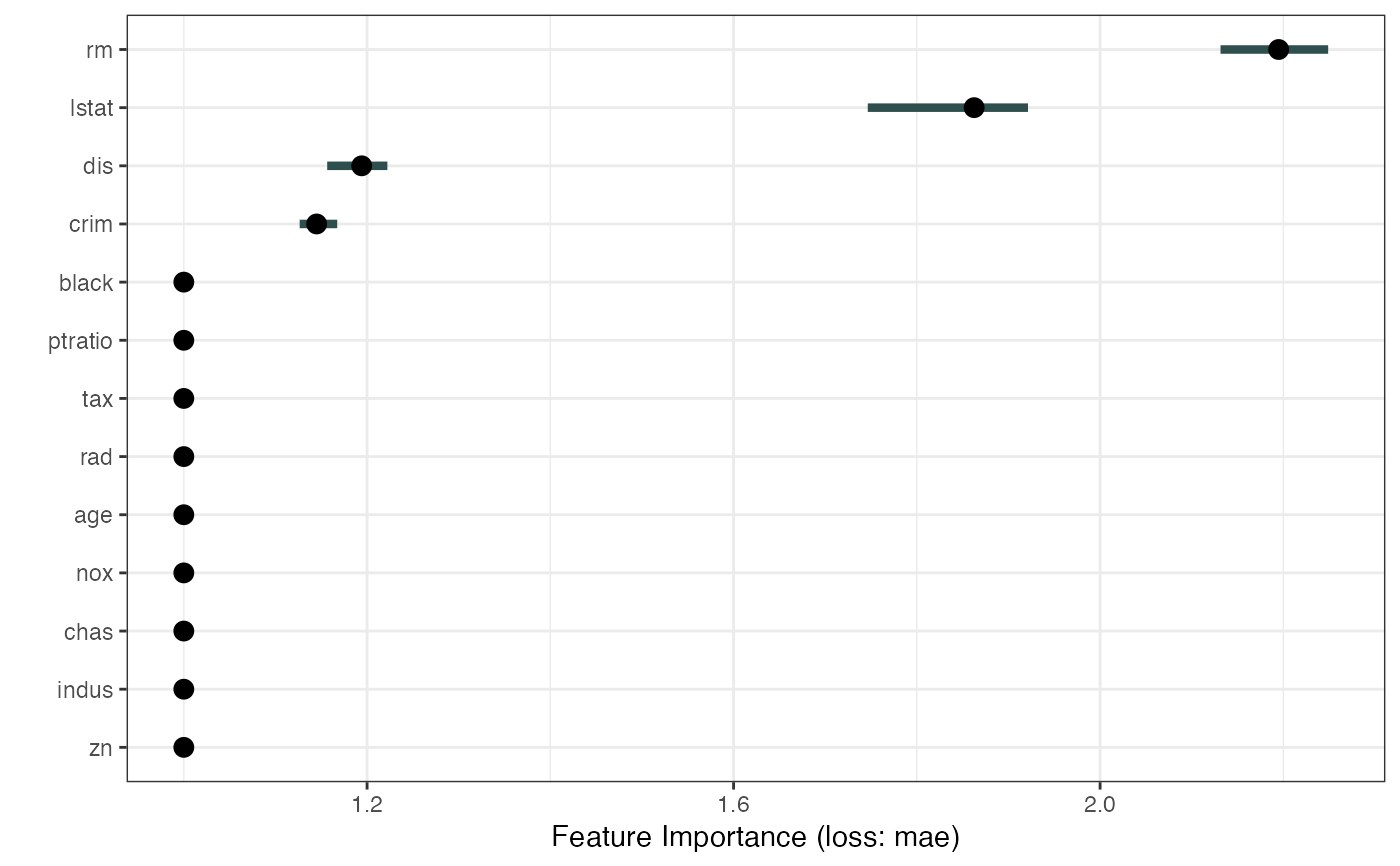 rm
lstat
dis
crim
black
ptratio
tax
rad
age
nox
chas
indus
zn
1.2 1.6 2.0
Feature Importance (loss: mae)